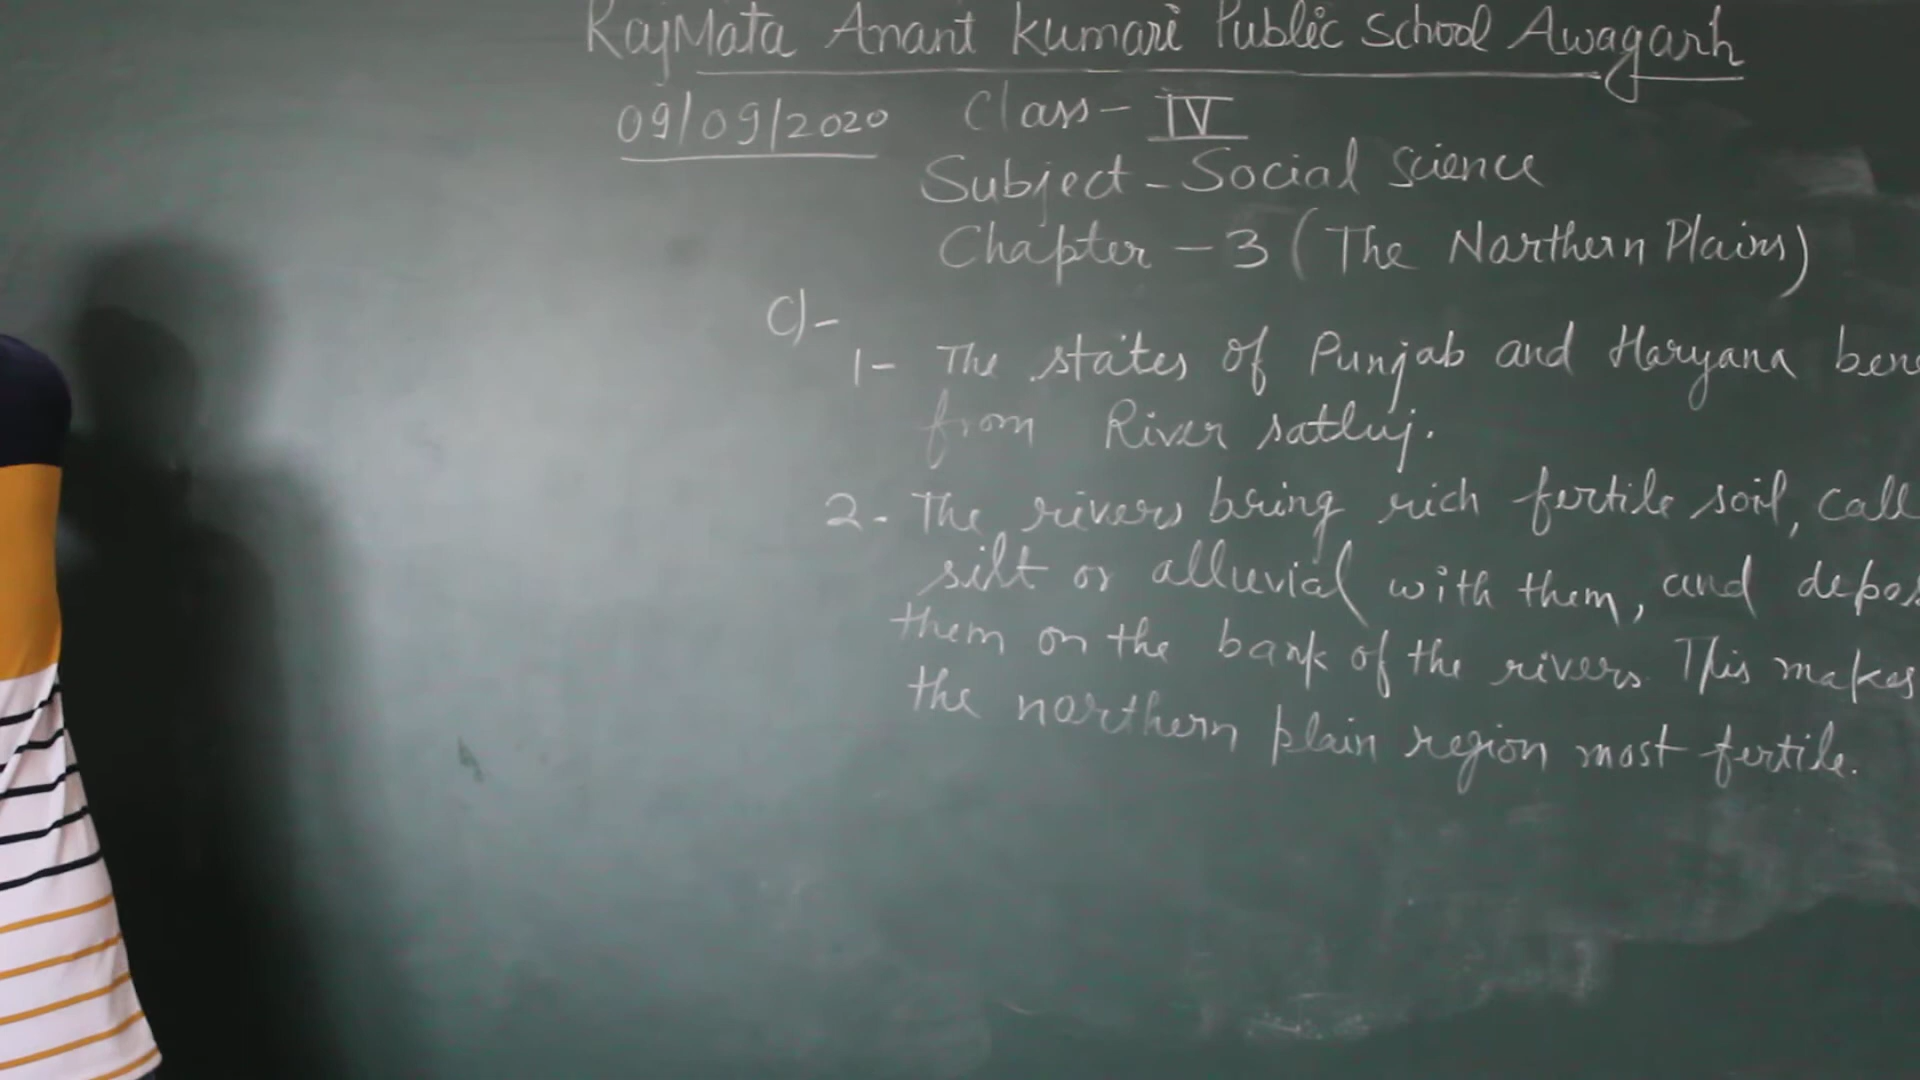 RajMata Anant Kumari Public School Awagarh
09/09/2020 Class- IV
Subject - Social Science
Chapter - 3 (The Northern Plains)
C)-
1- The states of Punjab and Haryana bene
from River satluj.
2- The rivers bring rich fertile soil, call
silt or alluvial with them, and depos
them on the bank of the rivers. This makes
the northern plain region most fertile.